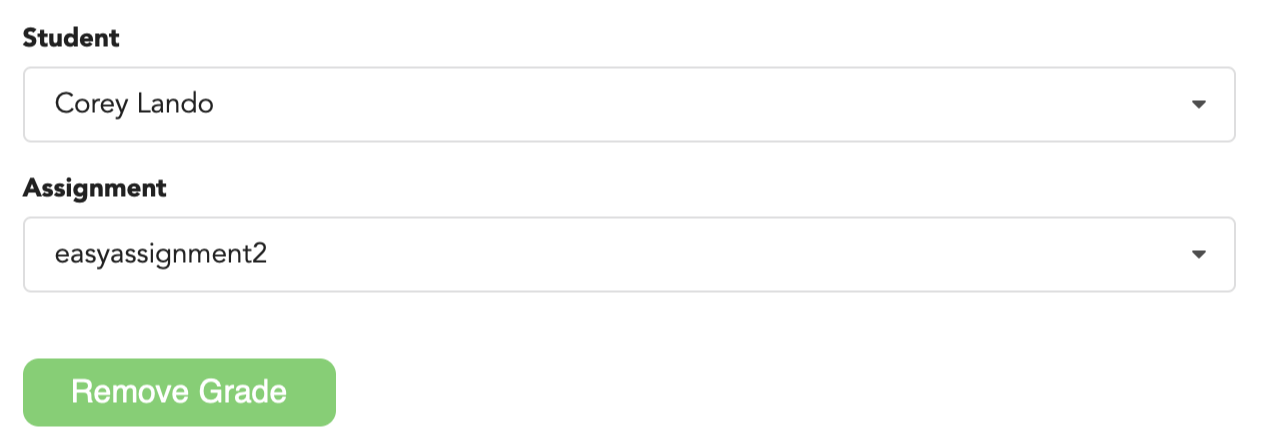 Student
Corey Lando
Assignment
easyassignment2
Remove Grade